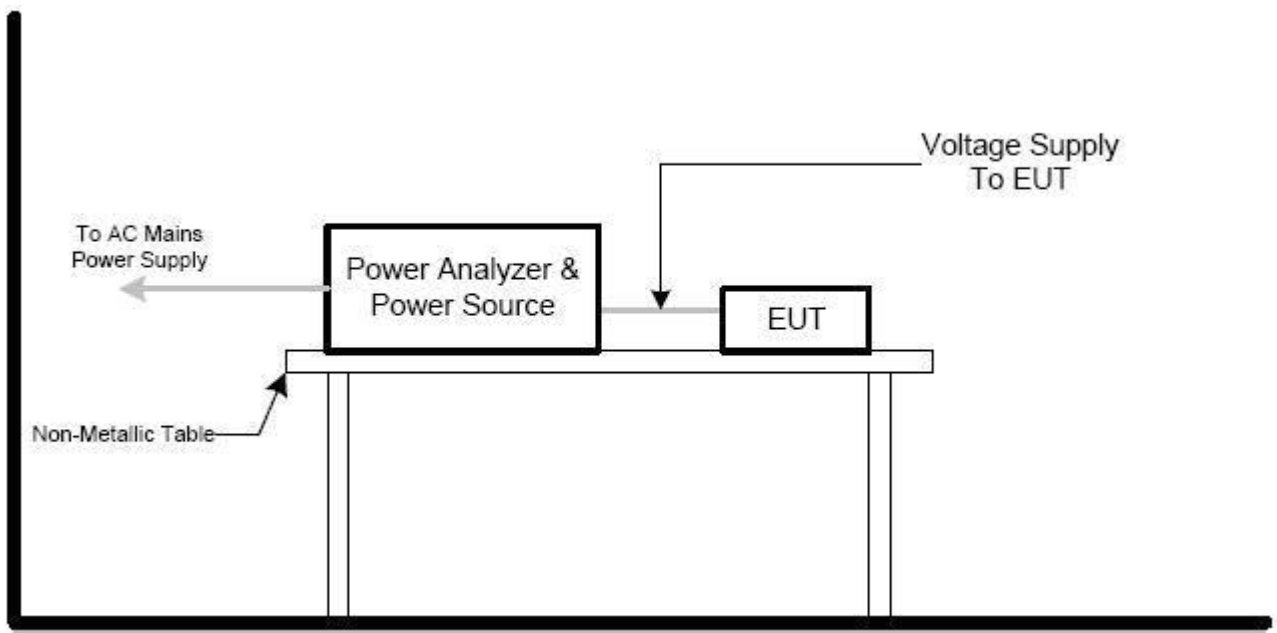 Voltage Supply
To EUT
To AC Mains
Power Supply
Power Analyzer &
Power Source
EUT
Non-Metallic Table